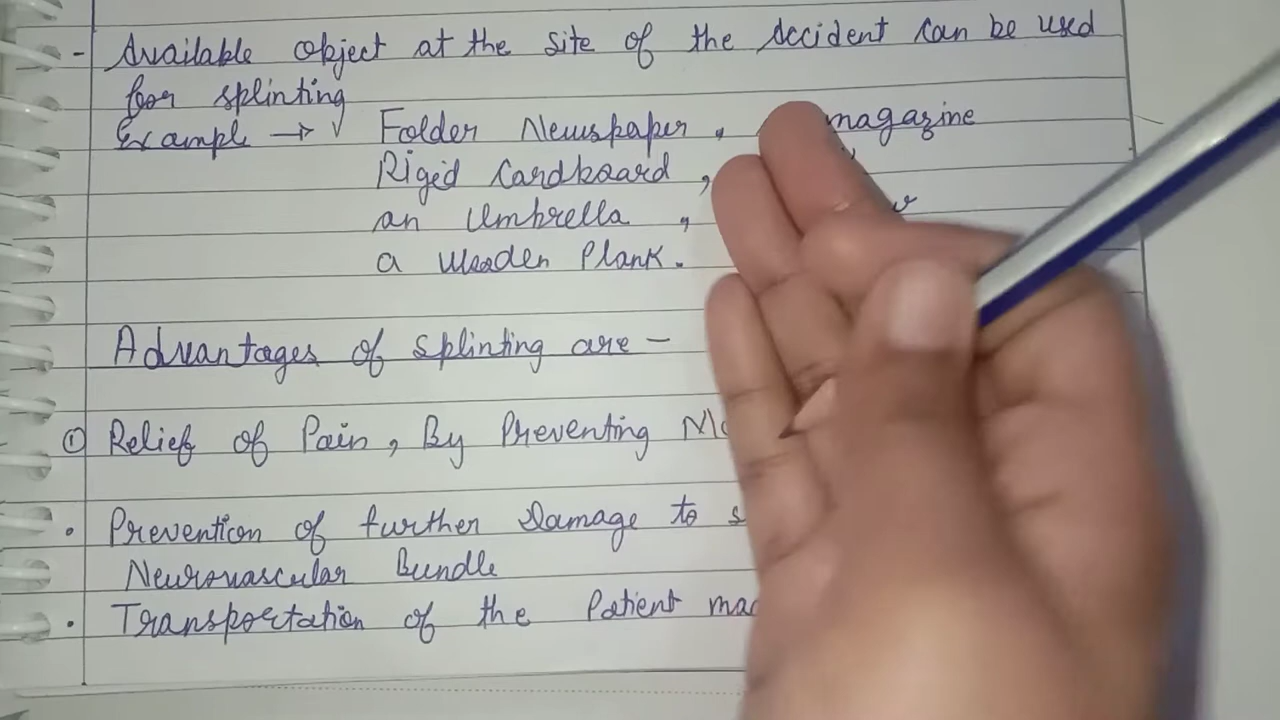 - Available object at the site of the Accident can be used
for splinting
Example → Folder Newspaper, magazine
Rigid Cardboard,
an Umbrella,
a Wooden Plank.
Advantages of Splinting are -
① Relief of Pain, By Preventing
• Prevention of further Damage to
Neurovascular Bundle
• Transportation of the Patient